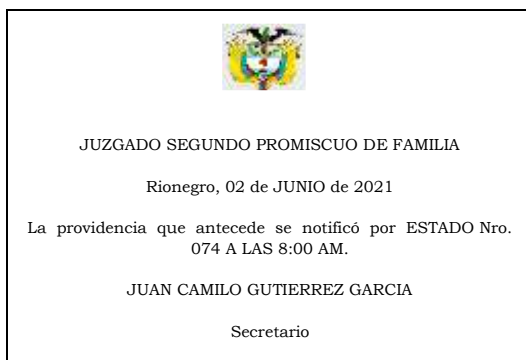 JUZGADO SEGUNDO PROMISCUO DE FAMILIA
Rionegro, 02 de JUNIO de 2021
La providencia que antecede se notificó por ESTADO Nro.
074 A LAS 8:00 AM.
JUAN CAMILO GUTIERREZ GARCIA
Secretario